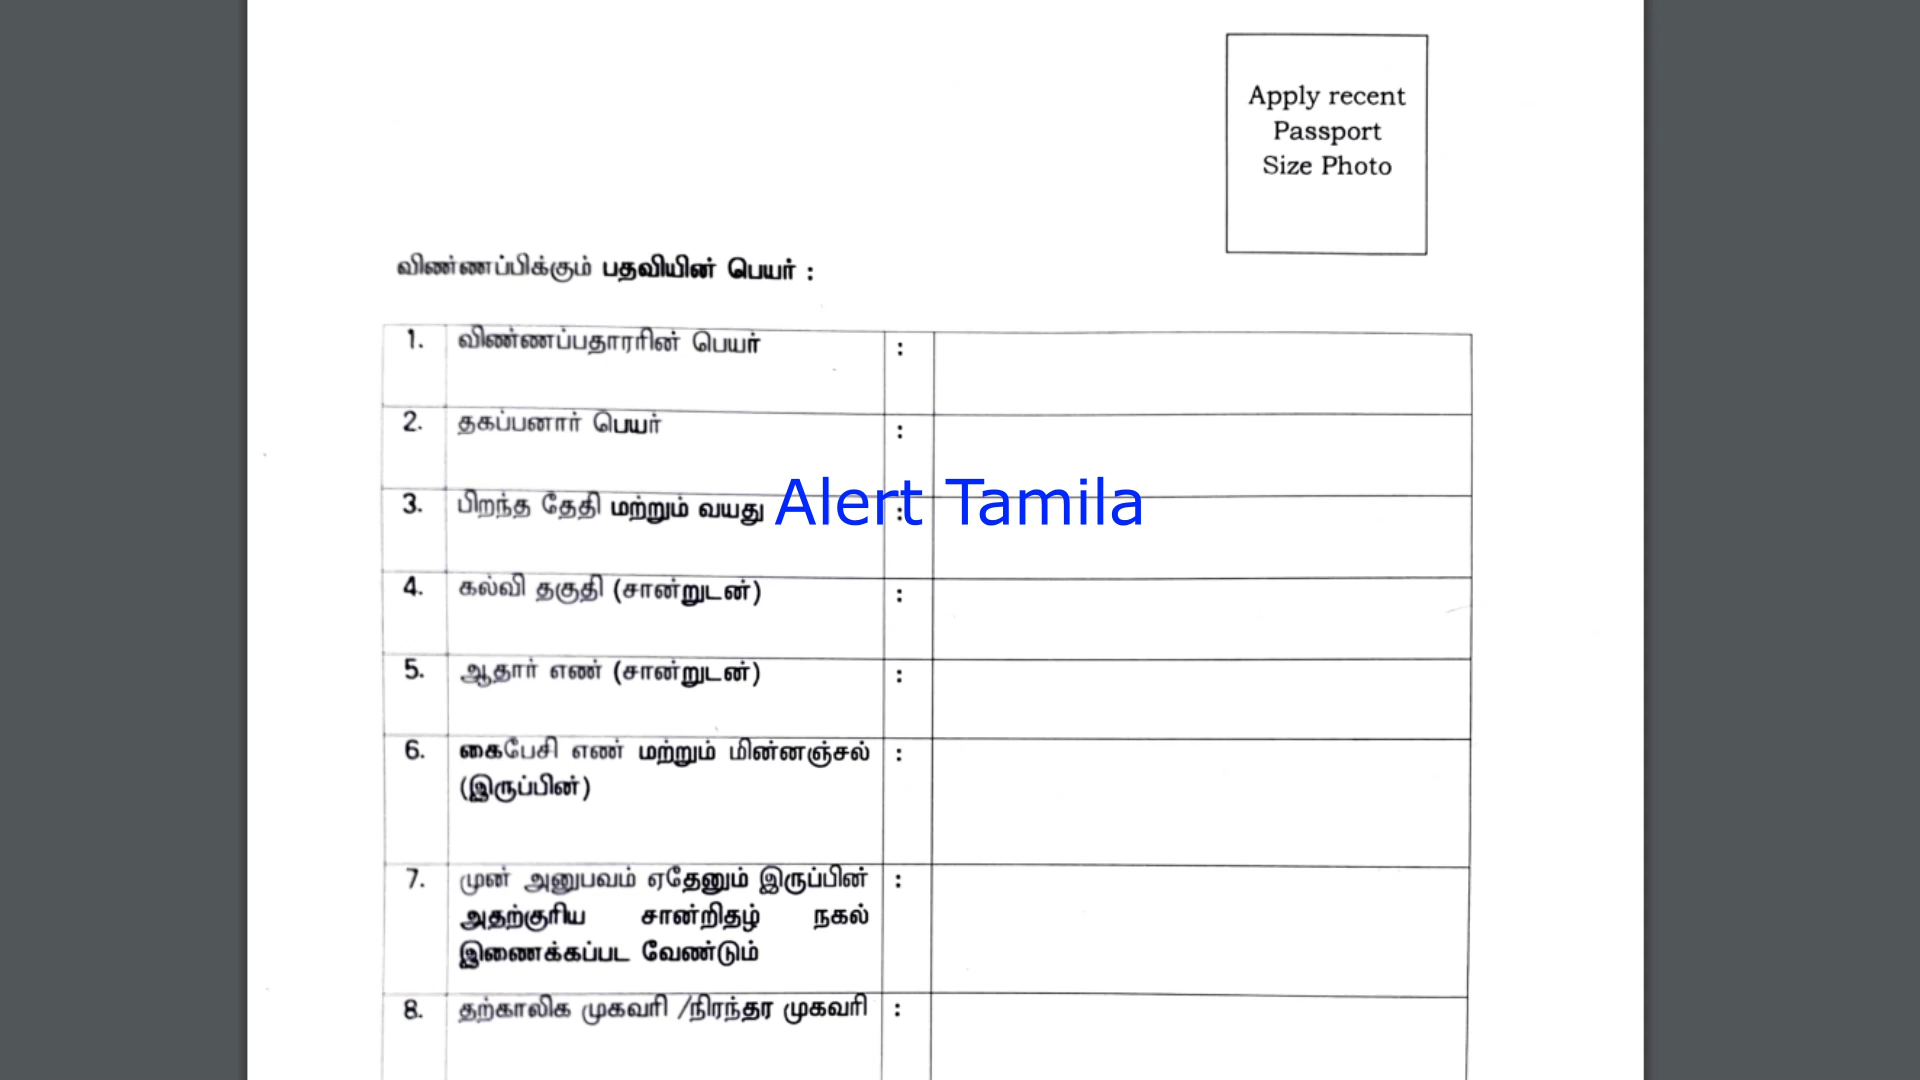 Apply recent
Passport
Size Photo
விண்ணப்பிக்கும் பதவியின் பெயர் :
1. விண்ணப்பதாரரின் பெயர் :
2. தகப்பனார் பெயர் :
3. பிறந்த தேதி மற்றும் வயது :
Alert Tamila
4. கல்வி தகுதி (சான்றுடன்) :
5. ஆதார் எண் (சான்றுடன்) :
6. கைபேசி எண் மற்றும் மின்னஞ்சல் :
(இருப்பின்)
7. முன் அனுபவம் ஏதேனும் இருப்பின் :
அதற்குரிய சான்றிதழ் நகல்
இணைக்கப்பட வேண்டும்
8. தற்காலிக முகவரி /நிரந்தர முகவரி :